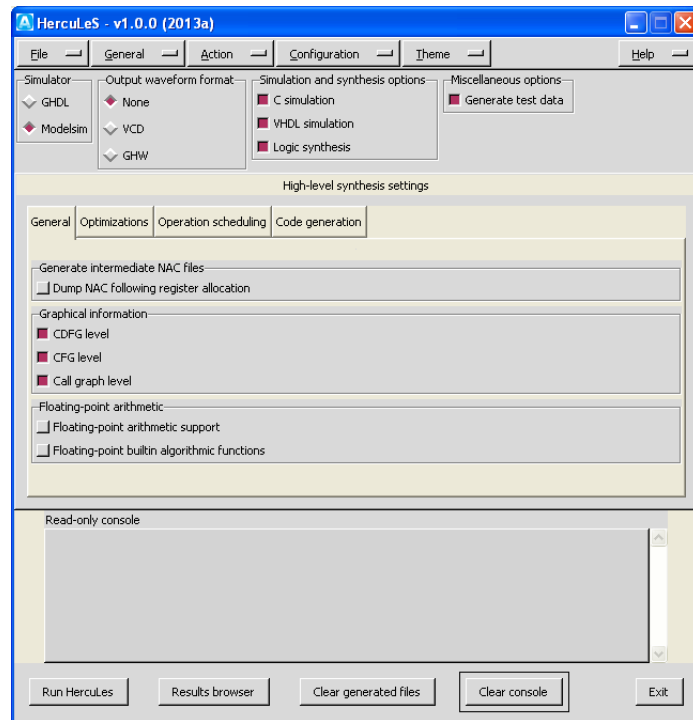 HercuLeS - v1.0.0 (2013a)
File General Action Configuration Theme Help
Simulator
GHDL
Modelsim
Output waveform format
None
VCD
GHW
Simulation and synthesis options
C simulation
VHDL simulation
Logic synthesis
Miscellaneous options
Generate test data
High-level synthesis settings
General Optimizations Operation scheduling Code generation
Generate intermediate NAC files
Dump NAC following register allocation
Graphical information
CDFG level
CFG level
Call graph level
Floating-point arithmetic
Floating-point arithmetic support
Floating-point builtin algorithmic functions
Read-only console
Run HercuLes Results browser Clear generated files Clear console Exit